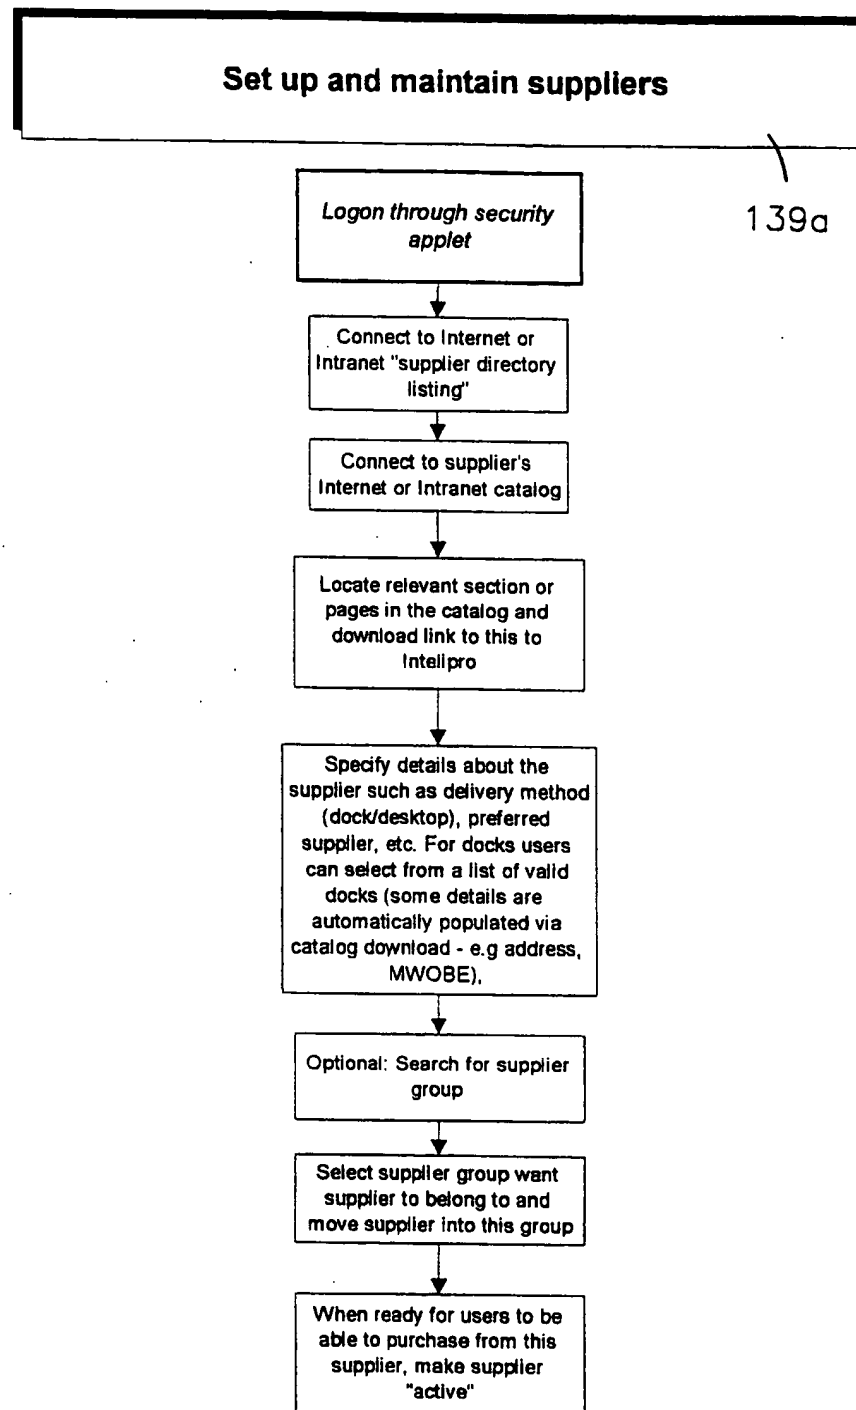 Set up and maintain suppliers
139a
Logon through security
applet
Connect to Internet or
Intranet "supplier directory
listing"
Connect to supplier's
Internet or Intranet catalog
Locate relevant section or
pages in the catalog and
download link to this to
Intelipro
Specify details about the
supplier such as delivery method
(dock/desktop), preferred
supplier, etc. For docks users
can select from a list of valid
docks (some details are
automatically populated via
catalog download - e.g address,
MWOBE),
Optional: Search for supplier
group
Select supplier group want
supplier to belong to and
move supplier into this group
When ready for users to be
able to purchase from this
supplier, make supplier
"active"